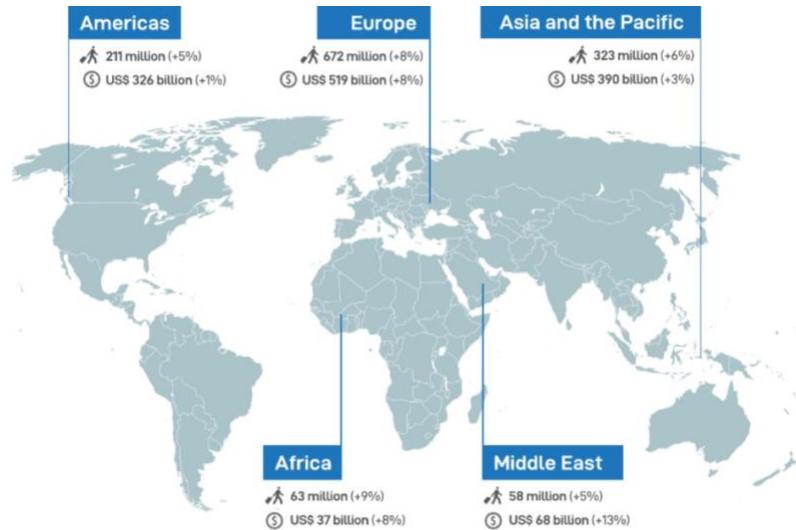 Americas
211 million (+5%)
US$ 326 billion (+1%)
Europe
672 million (+8%)
US$ 519 billion (+8%)
Asia and the Pacific
323 million (+6%)
US$ 390 billion (+3%)
Africa
63 million (+9%)
US$ 37 billion (+8%)
Middle East
58 million (+5%)
US$ 68 billion (+13%)